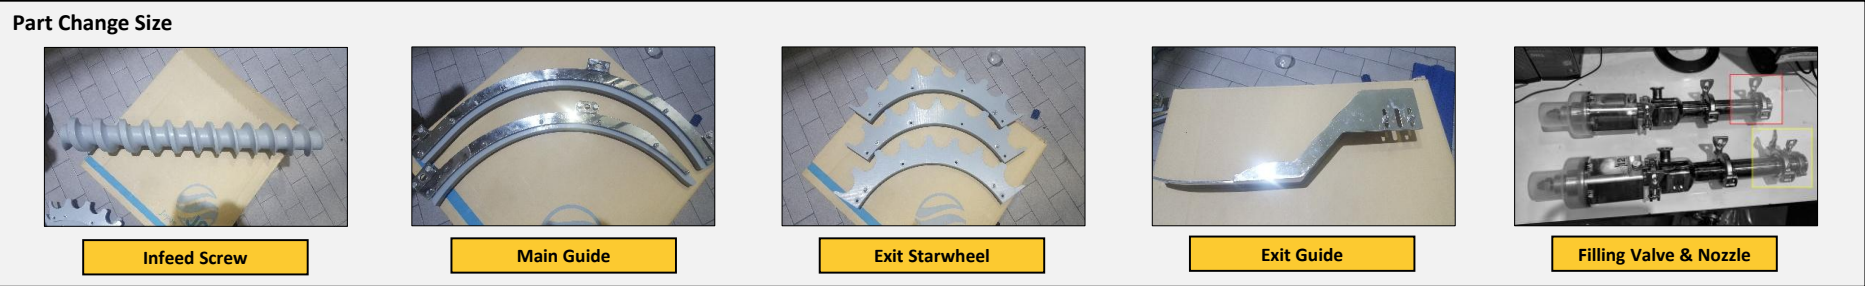 Part Change Size
Infeed Screw
Main Guide
Exit Starwheel
Exit Guide
Filling Valve & Nozzle